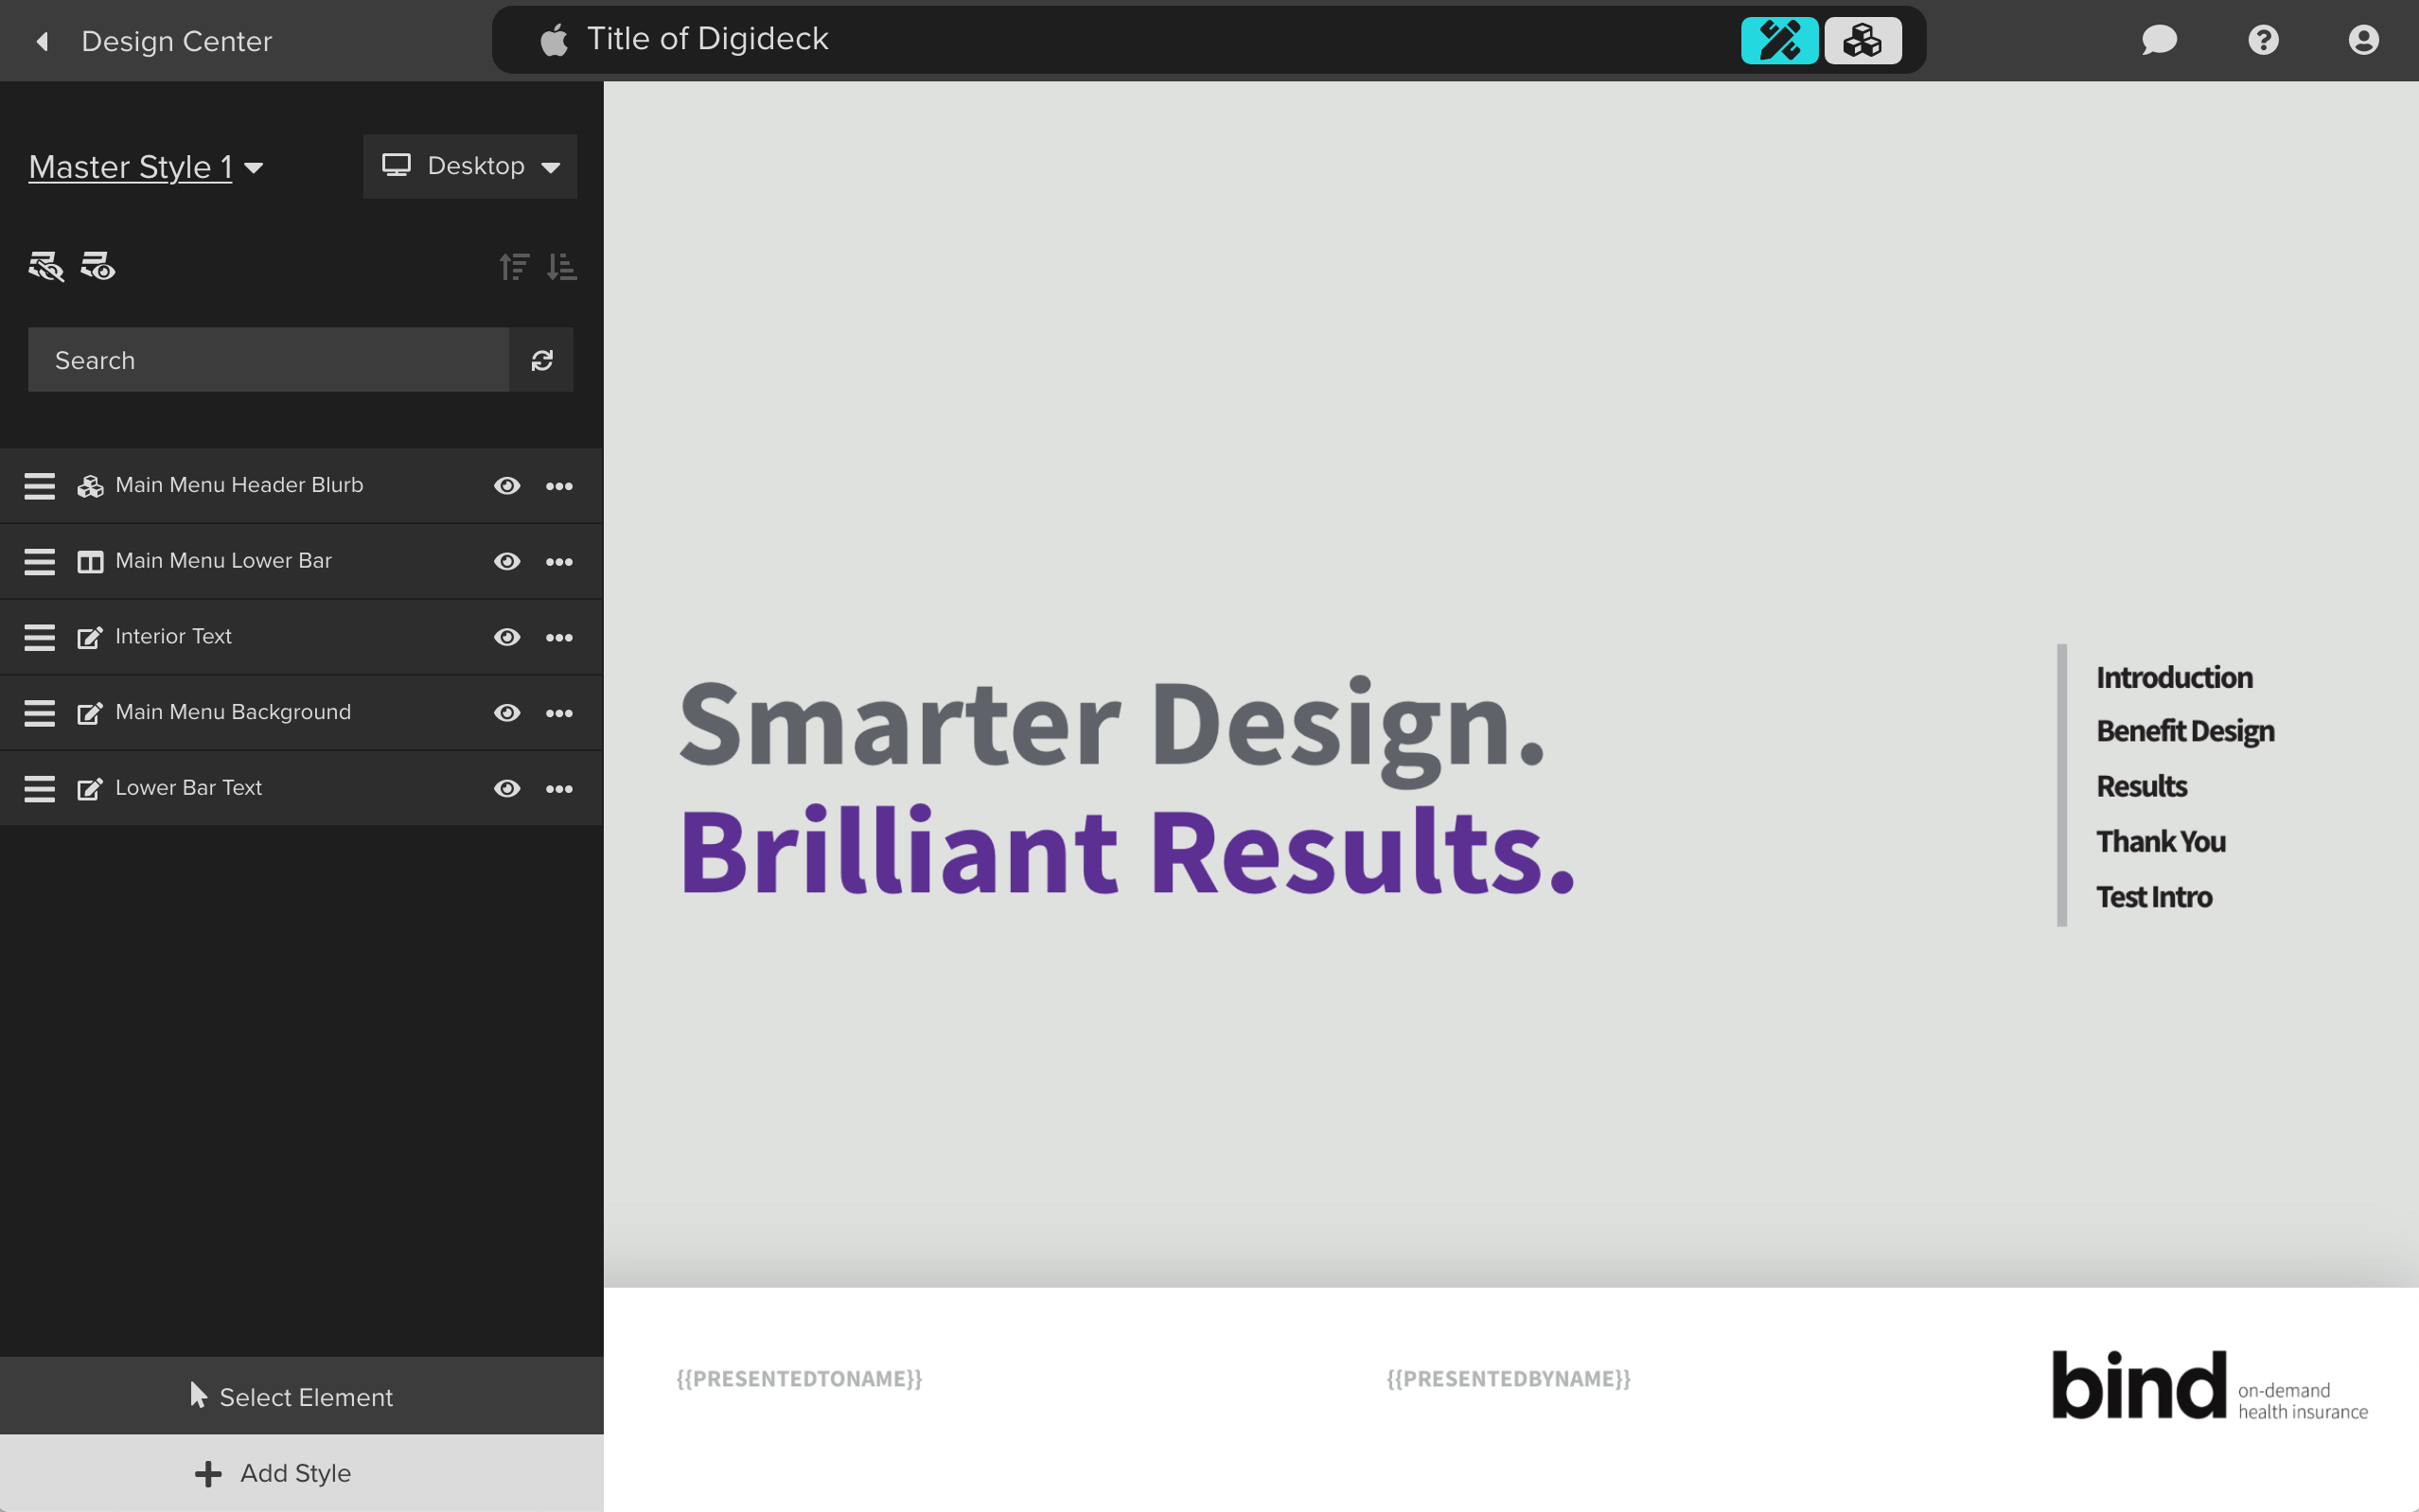 Design Center
Title of Digideck
Master Style 1
Desktop
Search
Main Menu Header Blurb
Main Menu Lower Bar
Interior Text
Main Menu Background
Lower Bar Text
Select Element
Add Style
Smarter Design.
Brilliant Results.
Introduction
Benefit Design
Results
Thank You
Test Intro
{{PRESENTEDTONAME}}
{{PRESENTEDBYNAME}}
bind
on-demand
health insurance